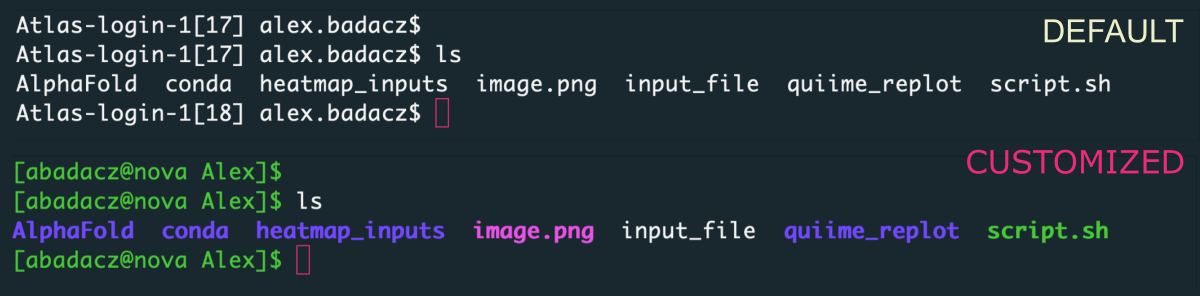 Atlas-login-1[17] alex.badacz$
DEFAULT
Atlas-login-1[17] alex.badacz$ ls
AlphaFold conda heatmap_inputs image.png input_file quiime_replot script.sh
Atlas-login-1[18] alex.badacz$
CUSTOMIZED
[abadacz@nova Alex]$
[abadacz@nova Alex]$ ls
AlphaFold conda heatmap_inputs image.png input_file quiime_replot script.sh
[abadacz@nova Alex]$